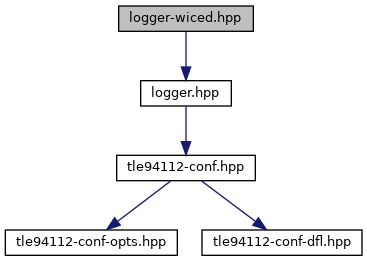 logger-wiced.hpp
logger.hpp
tle94112-conf.hpp
tle94112-conf-opts.hpp
tle94112-conf-dfl.hpp